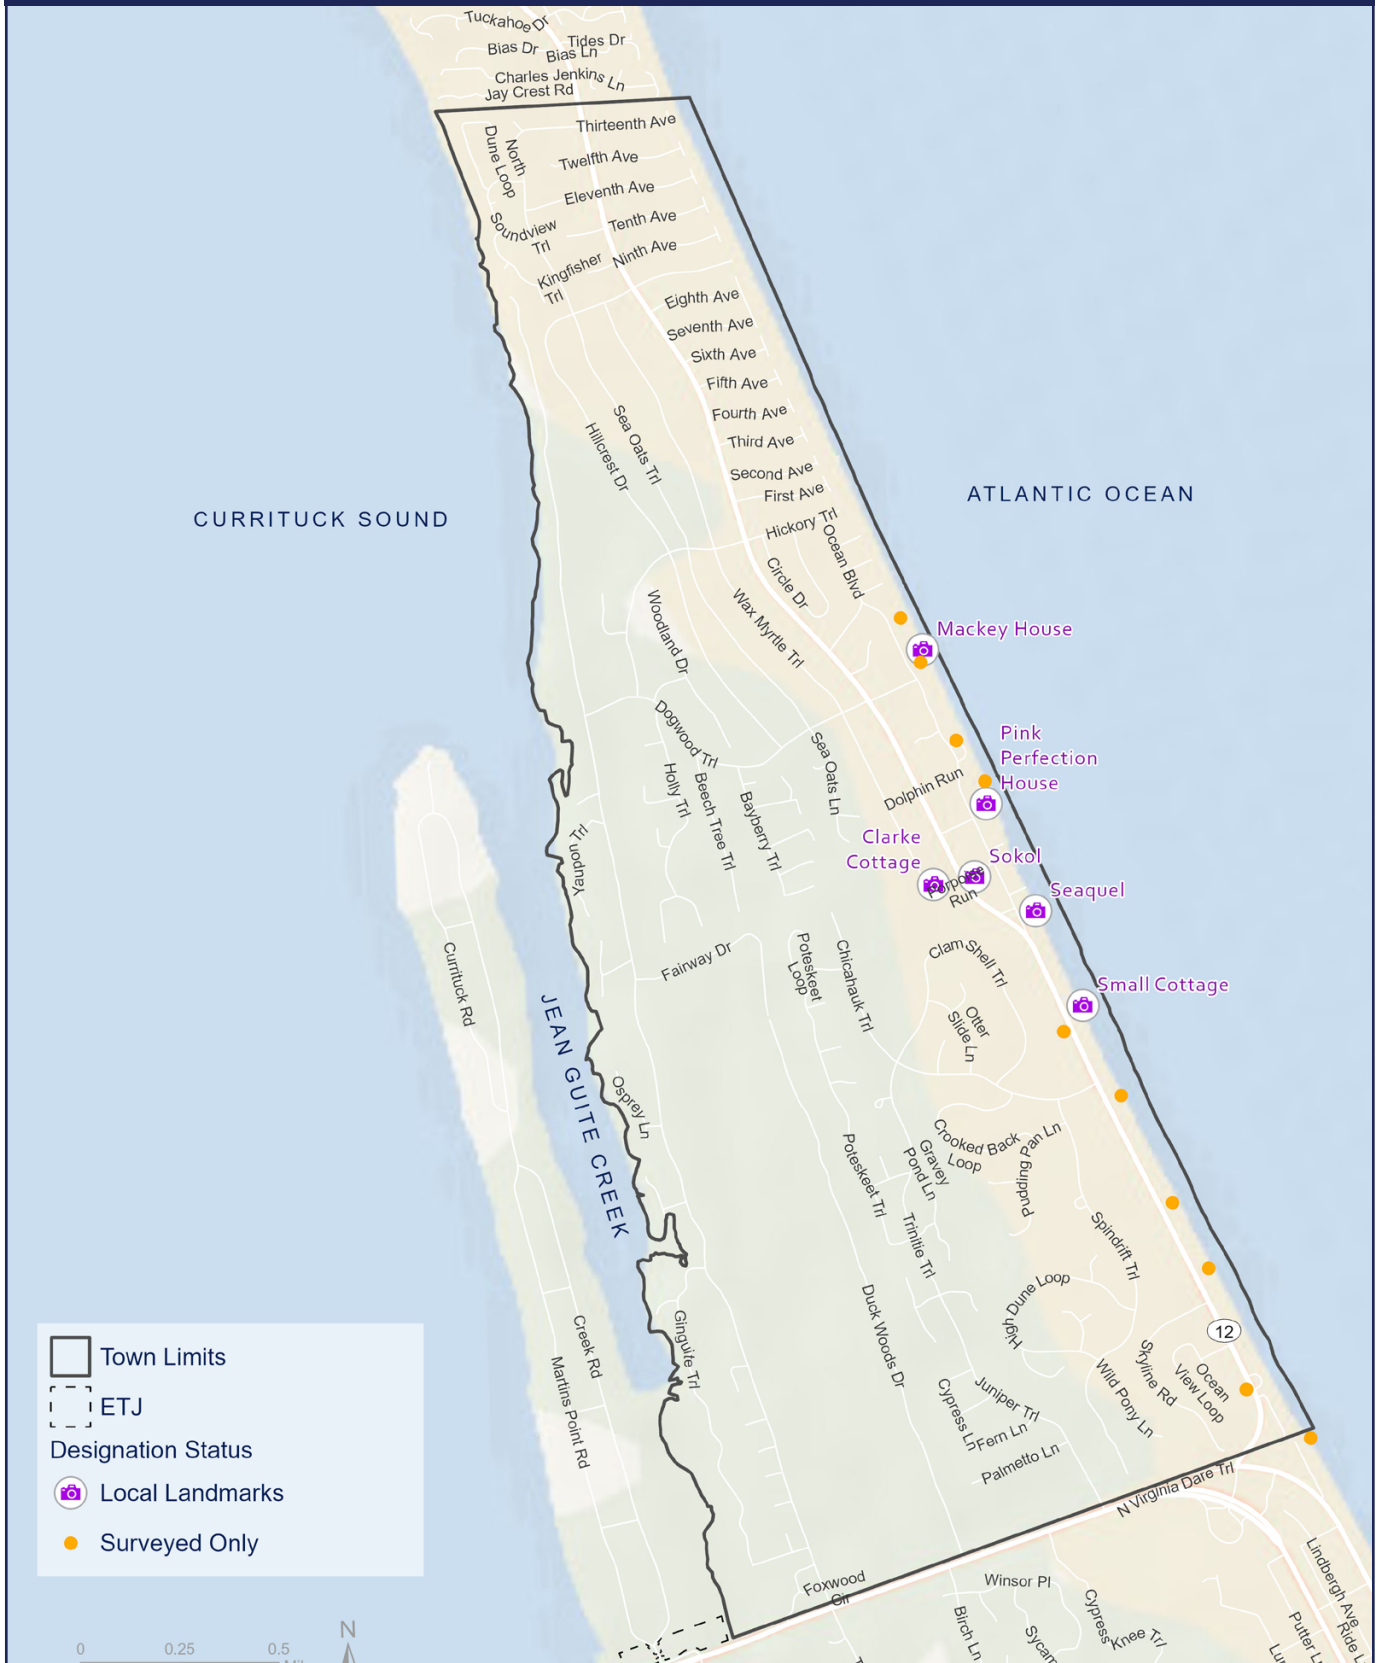 Tuckahoe Dr
Tides Dr
Bias Dr
Bias Ln
Charles Jenkins Ln
Jay Crest Rd
Thirteenth Ave
North
Dune Loop
Twelfth Ave
Eleventh Ave
Tenth Ave
Soundview
Trl
Ninth Ave
Kingfisher
Trl
Eighth Ave
Seventh Ave
Sixth Ave
Fifth Ave
Fourth Ave
Third Ave
Sea Oats Trl
Hillcrest Dr
Second Ave
First Ave
ATLANTIC OCEAN
CURRITUCK SOUND
Hickory Trl
Ocean Blvd
Circle Dr
Wax Myrtle Trl
Woodland Dr
Mackey House
Dogwood Trl
Pink
Perfection
House
Sea Oats Ln
Holly Trl
Beech Tree Trl
Bayberry Trl
Dolphin Run
Yaupon Trl
Clarke
Cottage
Sokol
Porpoise
Run
Seaquel
Currituck Rd
Fairway Dr
Poteskeet
Loop
Chicahauk Trl
Clam Shell Trl
Small Cottage
Otter
Slide Ln
JEAN GUITE CREEK
Osprey Ln
Crooked Back
Loop
Gravey
Pond Ln
Pudding Pan Ln
Poteskeet Trl
Trinitie Trl
Spindrift Trl
High Dune Loop
Duck Woods Dr
12
Ginguite Trl
Creek Rd
Martins Point Rd
Skyline Rd
Ocean
View Loop
Wild Pony Ln
Juniper Trl
Cypress Ln
Fern Ln
Palmetto Ln
N Virginia Dare Trl
Foxwood
Cir
Winsor Pl
Birch Ln
Sycam
Cypress
Knee Trl
Lindbergh Ave
Ride L
Putter L
Lu
Town Limits
ETJ
Designation Status
Local Landmarks
Surveyed Only
0 0.25 0.5
N